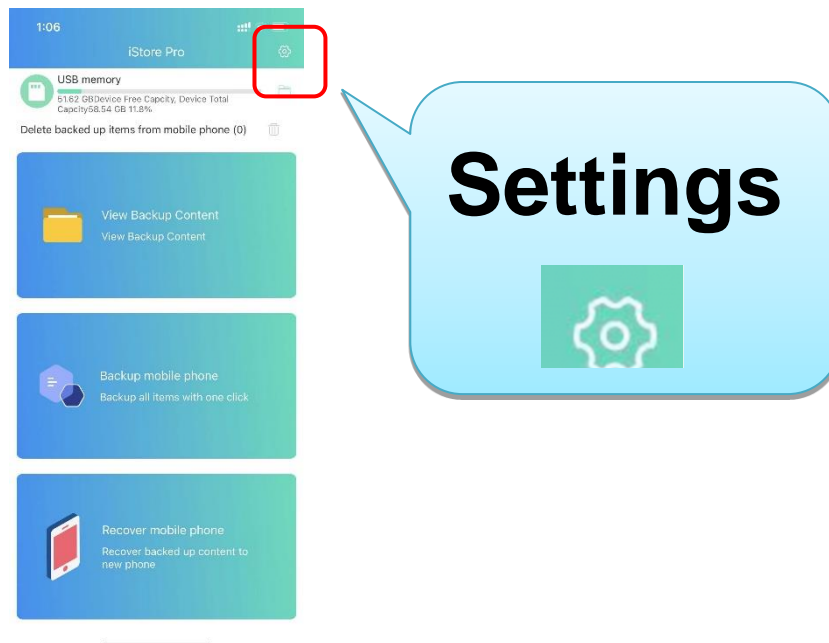 1:06
iStore Pro
USB memory
51.62 GBDevice Free Capcity, Device Total
Capcity58.54 GB 11.8%
Delete backed up items from mobile phone (0)
View Backup Content
View Backup Content
Backup mobile phone
Backup all items with one click
Recover mobile phone
Recover backed up content to
new phone
Settings